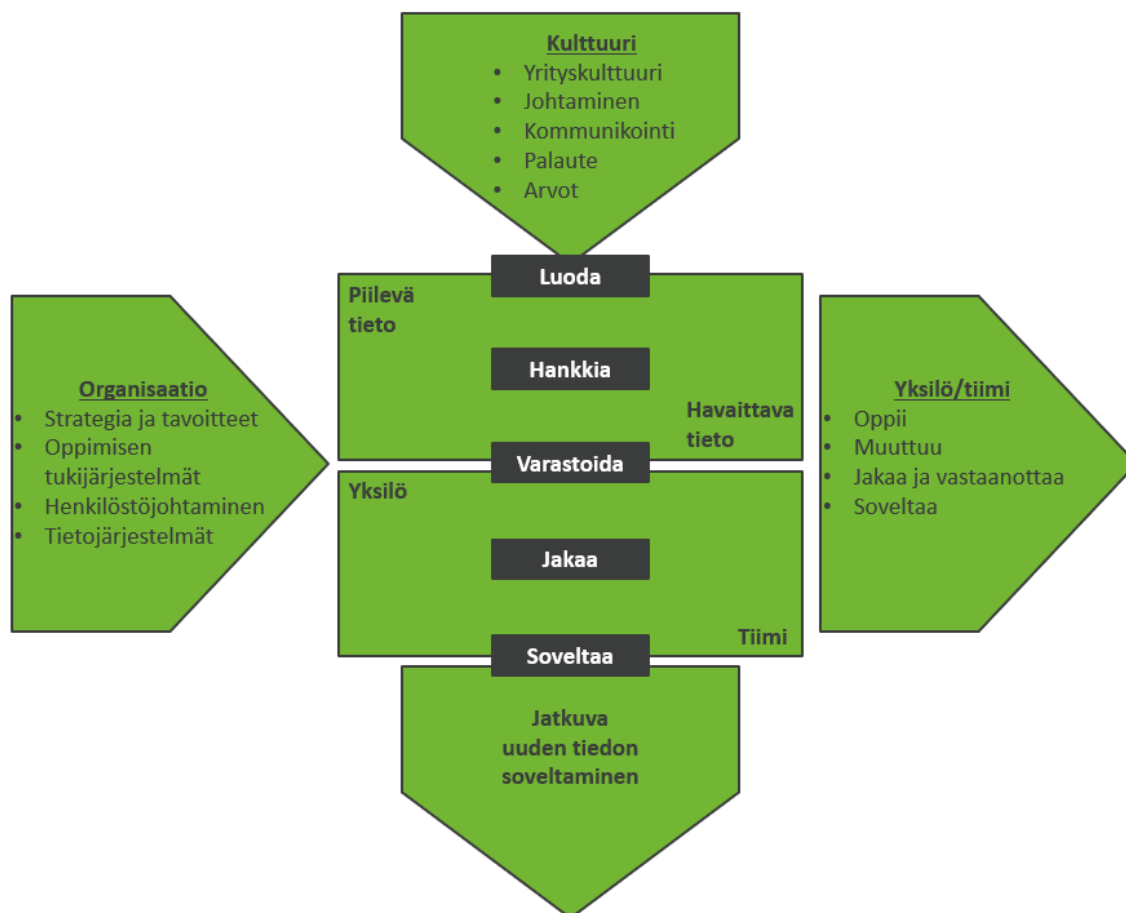 Kulttuuri
• Yrityskulttuuri
• Johtaminen
• Kommunikointi
• Palaute
• Arvot
Luoda
Piilevä
tieto
Hankkia
Havaittava
tieto
Varastoida
Organisaatio
• Strategia ja tavoitteet
• Oppimisen
tukijärjestelmät
• Henkilöstöjohtaminen
• Tietojärjestelmät
Yksilö
Jakaa
Tiimi
Soveltaa
Yksilö/tiimi
• Oppii
• Muuttuu
• Jakaa ja vastaanottaa
• Soveltaa
Jatkuva
uuden tiedon
soveltaminen